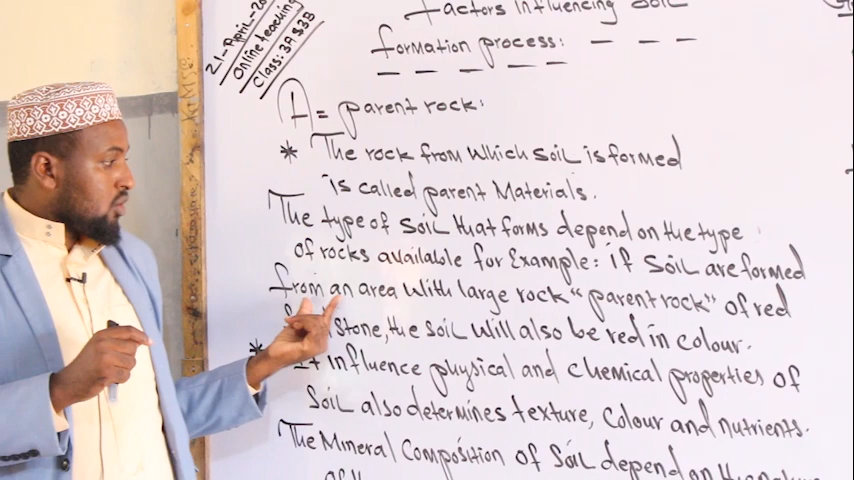 21-April-20
Online teaching
Class: 3A$3B
Factors Influencing Soil
formation process:
A = parent rock:
* The rock from which soil is formed
is called parent Materials.
The type of soil that forms depend on the type
of rocks available for Example: if soil are formed
from an area with large rock "parent rock" of red
stone, the soil will also be red in colour.
* It influence physical and chemical properties of
soil also determines texture, Colour and nutrients.
The Mineral Composition of Soil depend on the nature